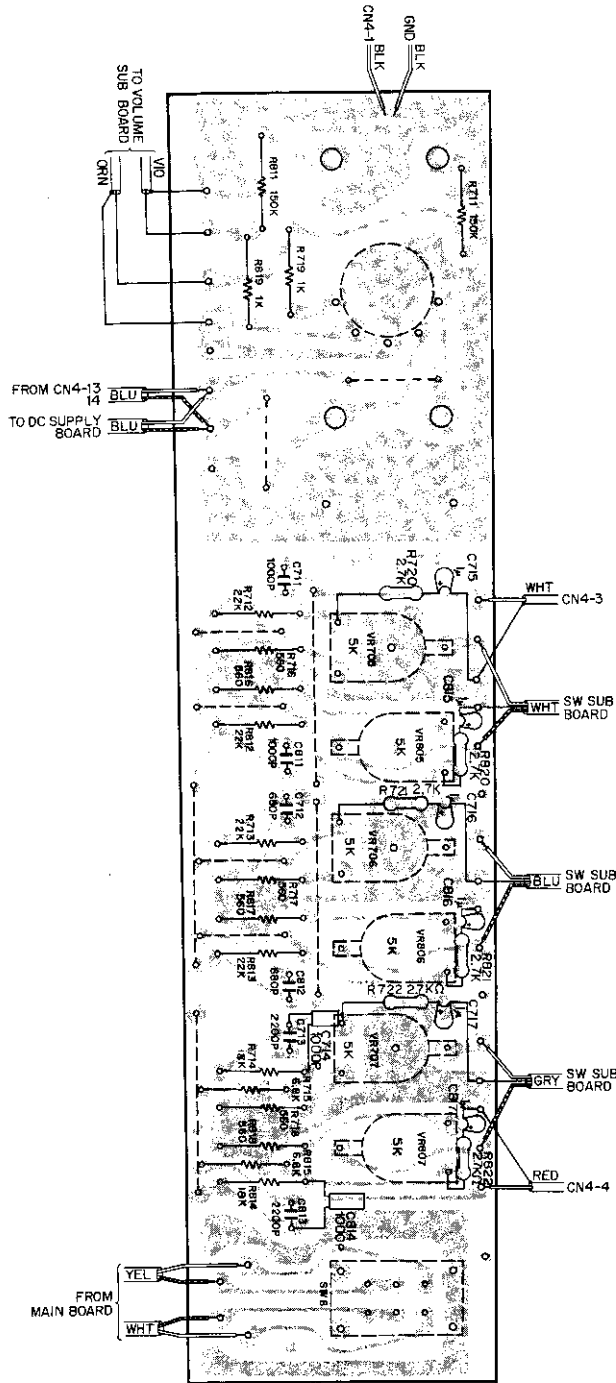 GND BLK
CN4-1 BLK
TO VOLUME
SUB BOARD
VIO
ORN
R811 150K
R711 150K
R719 1K
R819 1K
FROM CN4-13
14
BLU
TO DC SUPPLY
BOARD
BLU
C711
1000P
R712
22K
R716
560
R816
560
R812
22K
C811
1000P
C712
680P
R713
22K
R717
560
R817
560
R813
22K
C812
680P
C713
2200P
C714
1000P
R714
18K
R715
6.8K
R718
560
R818
560
R815
6.8K
R814
18K
C813
2200P
C814
1000P
R720
2.7K
C715
5K
C815
5K
VR805
R820
2.7K
R721 2.7K
C716
5K
VR706
C816
5K
VR806
R821
2.7K
R722 2.7KΩ
C717
5K
VR707
C817
5K
VR807
R822
2.7K
WHT
CN4-3
WHT
SW SUB
BOARD
BLU
SW SUB
BOARD
GRY
SW SUB
BOARD
RED
CN4-4
YEL
WHT
FROM
MAIN BOARD